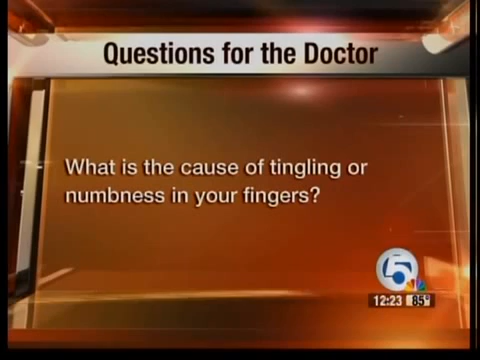 Questions for the Doctor
What is the cause of tingling or
numbness in your fingers?
5
12:23 85°